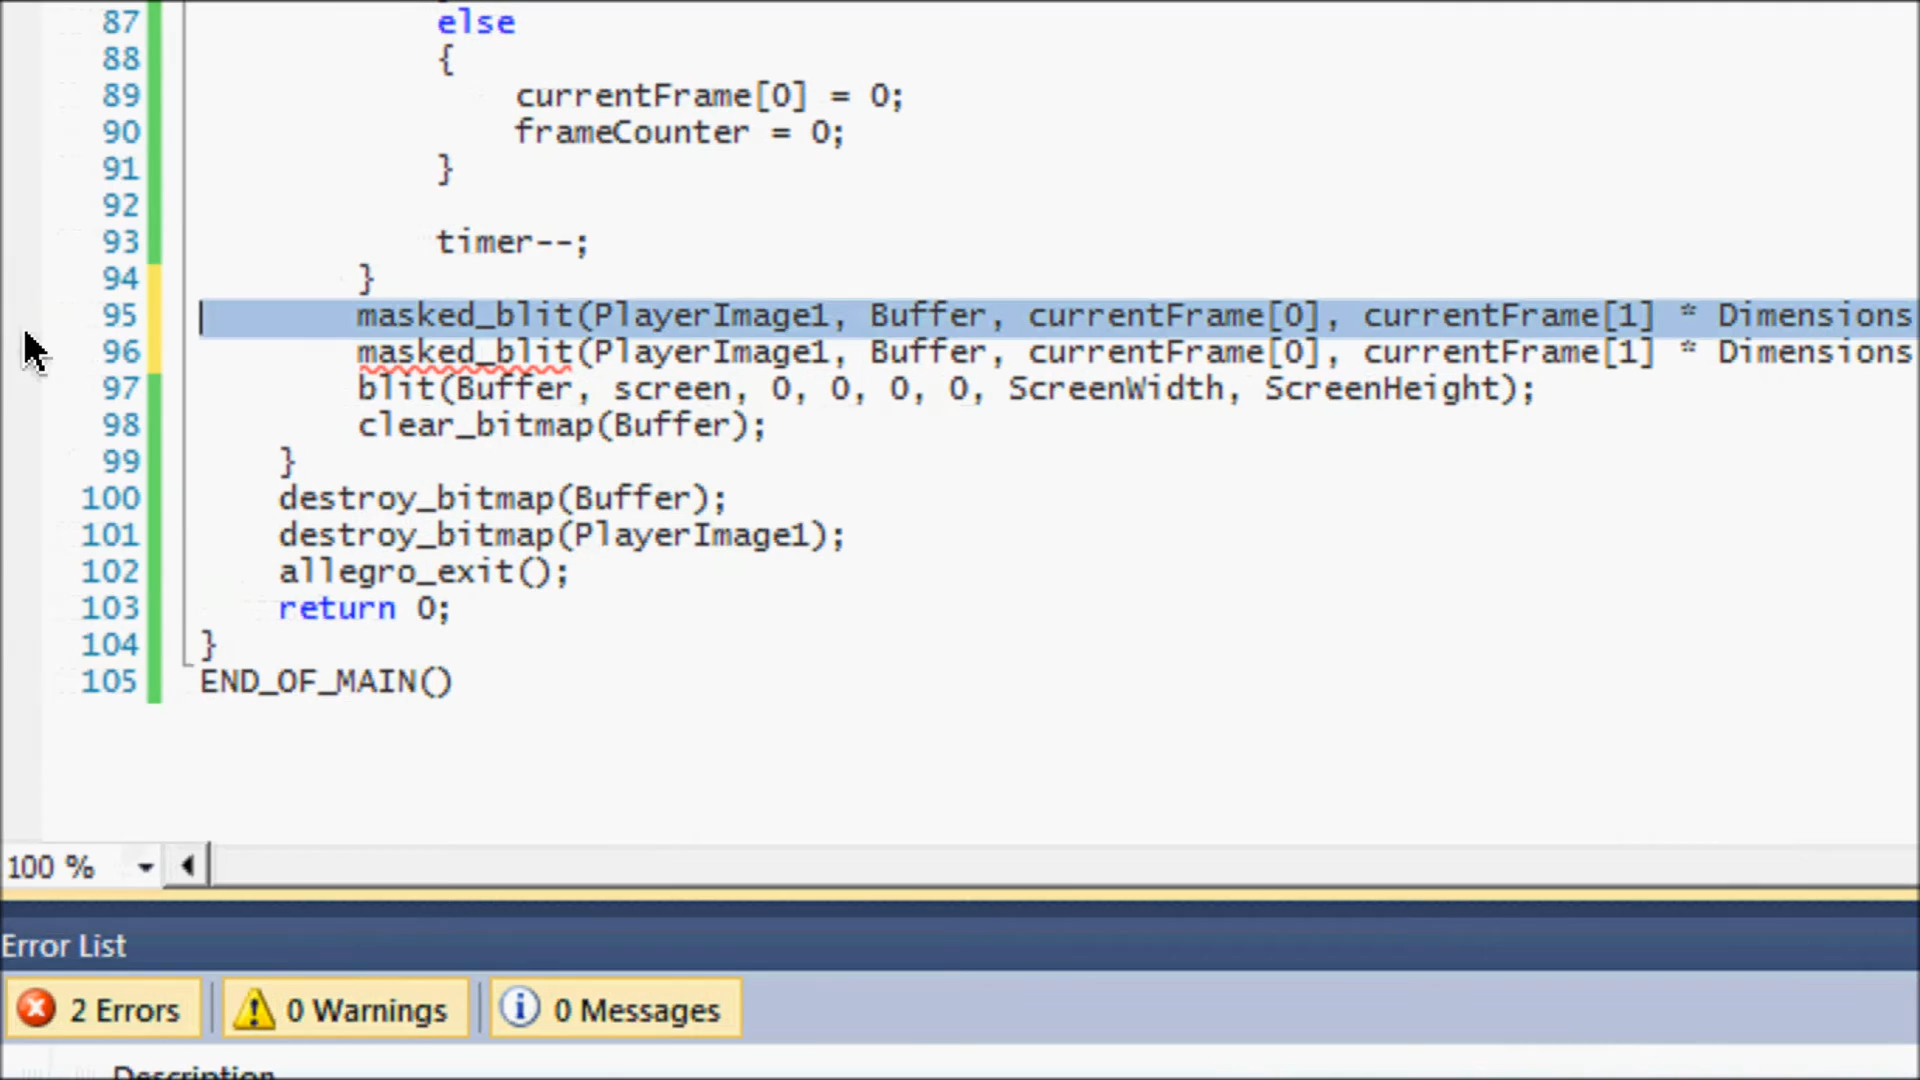 87 else
88 {
89 currentFrame[0] = 0;
90 frameCounter = 0;
91 }
92
93 timer--;
94 }
95 masked_blit(PlayerImage1, Buffer, currentFrame[0], currentFrame[1] * Dimensions
96 masked_blit(PlayerImage1, Buffer, currentFrame[0], currentFrame[1] * Dimensions
97 blit(Buffer, screen, 0, 0, 0, 0, ScreenWidth, ScreenHeight);
98 clear_bitmap(Buffer);
99 }
100 destroy_bitmap(Buffer);
101 destroy_bitmap(PlayerImage1);
102 allegro_exit();
103 return 0;
104 }
105 END_OF_MAIN()
100 %
Error List
2 Errors 0 Warnings 0 Messages
Description